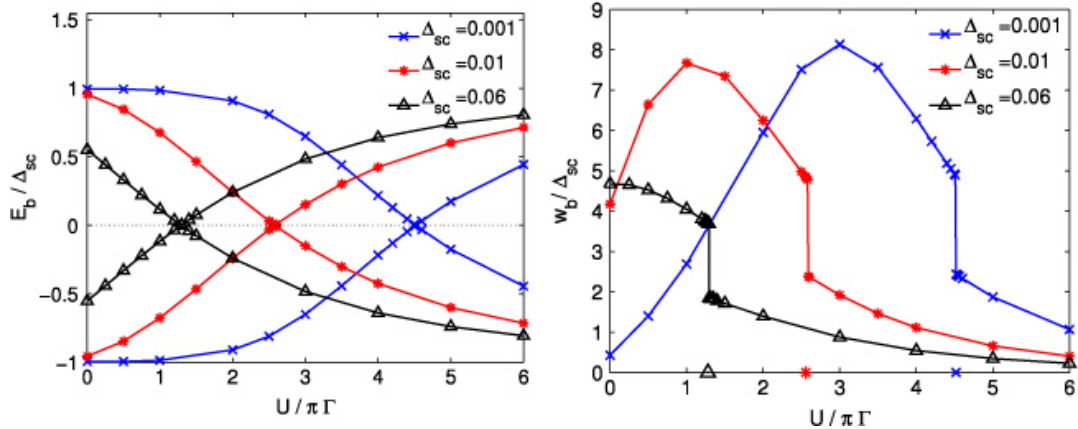 1.5
1
0.5
0
−0.5
−1
E_b / Δ_sc
Δ_sc=0.001
Δ_sc=0.01
Δ_sc=0.06
0 1 2 3 4 5 6
U / π Γ
9
8
7
6
5
4
3
2
1
0
w_b / Δ_sc
Δ_sc=0.001
Δ_sc=0.01
Δ_sc=0.06
0 1 2 3 4 5 6
U / π Γ